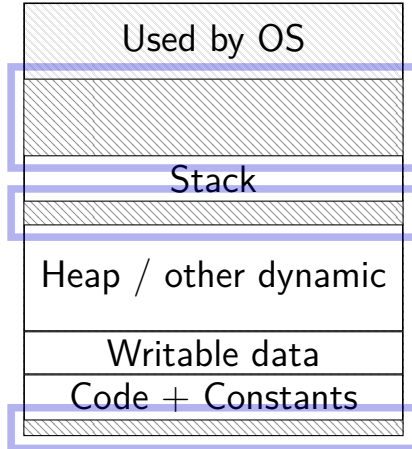 Used by OS
Stack
Heap / other dynamic
Writable data
Code + Constants